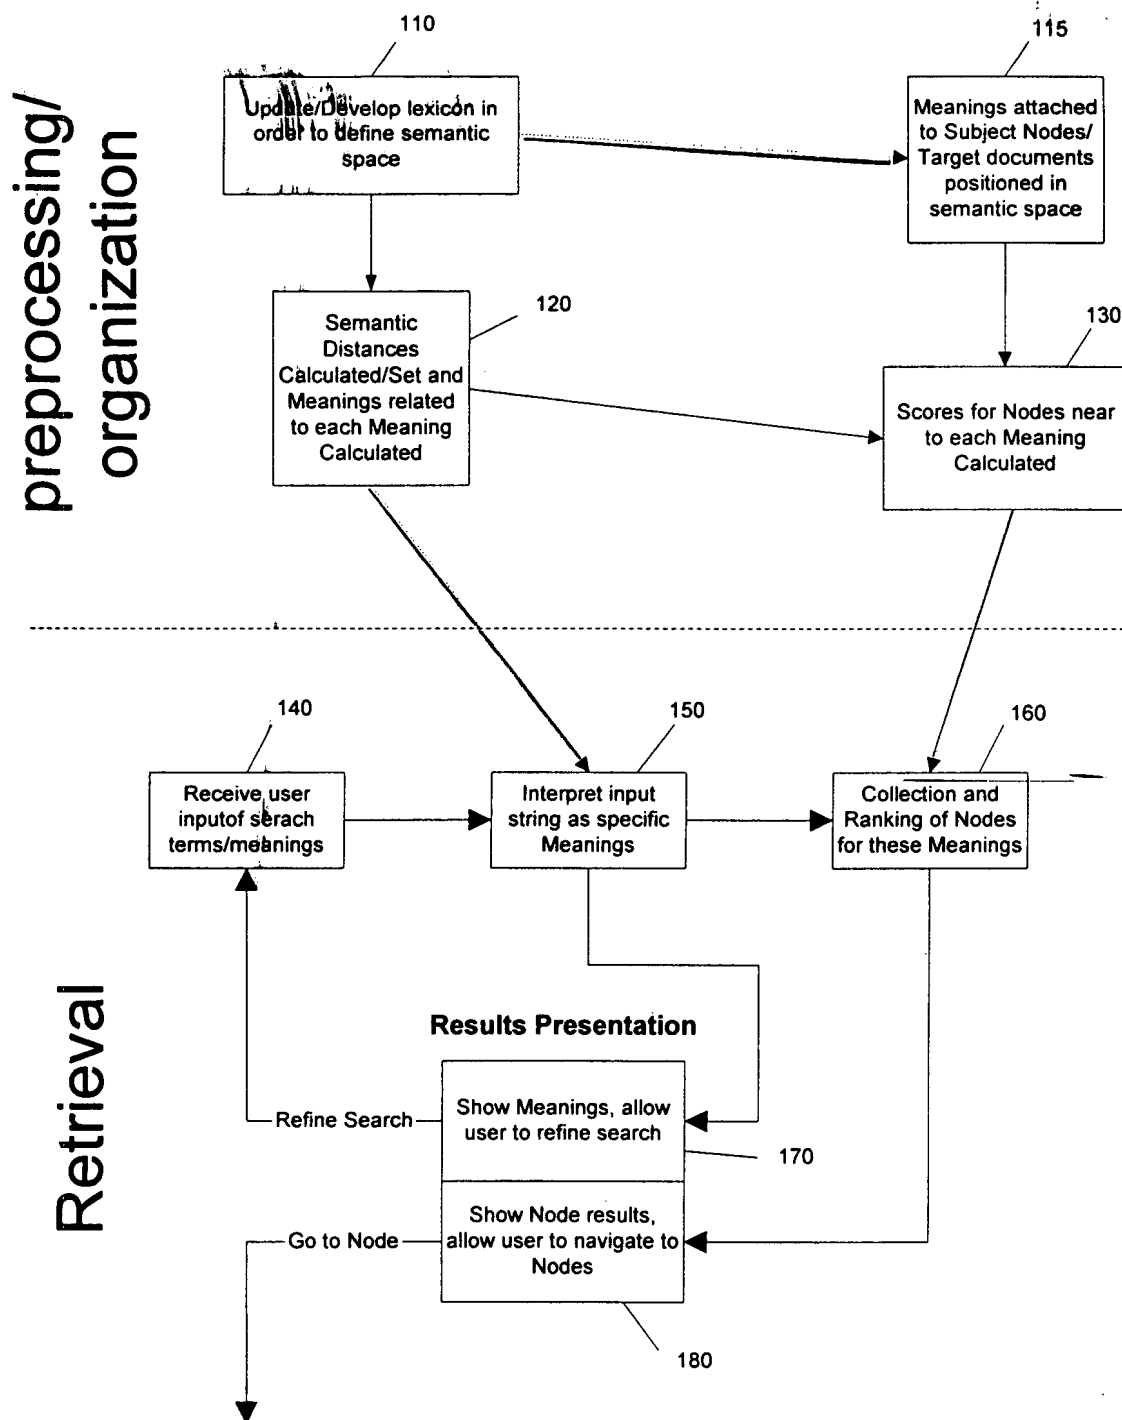 preprocessing/
organization
110
Update/Develop lexicon in
order to define semantic
space
115
Meanings attached
to Subject Nodes/
Target documents
positioned in
semantic space
120
Semantic
Distances
Calculated/Set and
Meanings related
to each Meaning
Calculated
130
Scores for Nodes near
to each Meaning
Calculated
Retrieval
140
Receive user
inputof serach
terms/meanings
150
Interpret input
string as specific
Meanings
160
Collection and
Ranking of Nodes
for these Meanings
Results Presentation
Refine Search
Show Meanings, allow
user to refine search
170
Go to Node
Show Node results,
allow user to navigate to
Nodes
180